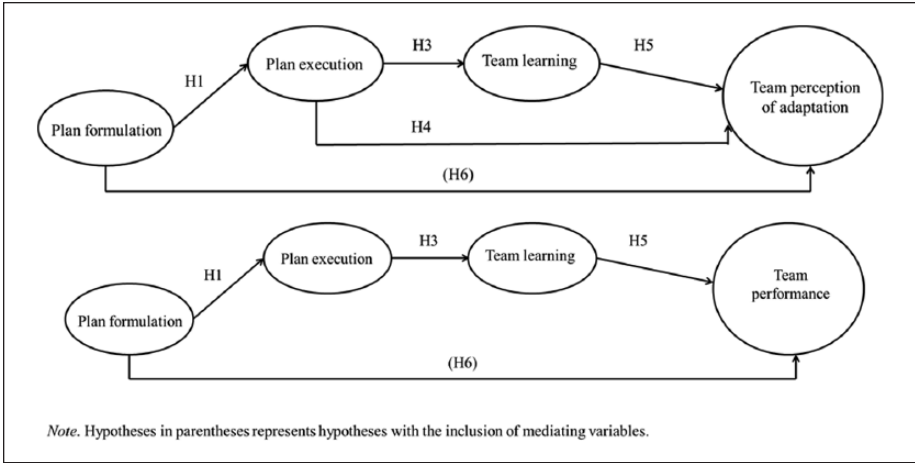 H1
Plan formulation
Plan execution
H3
Team learning
H5
Team perception
of adaptation
H4
(H6)
H1
Plan formulation
Plan execution
H3
Team learning
H5
Team
performance
(H6)
Note. Hypotheses in parentheses represents hypotheses with the inclusion of mediating variables.